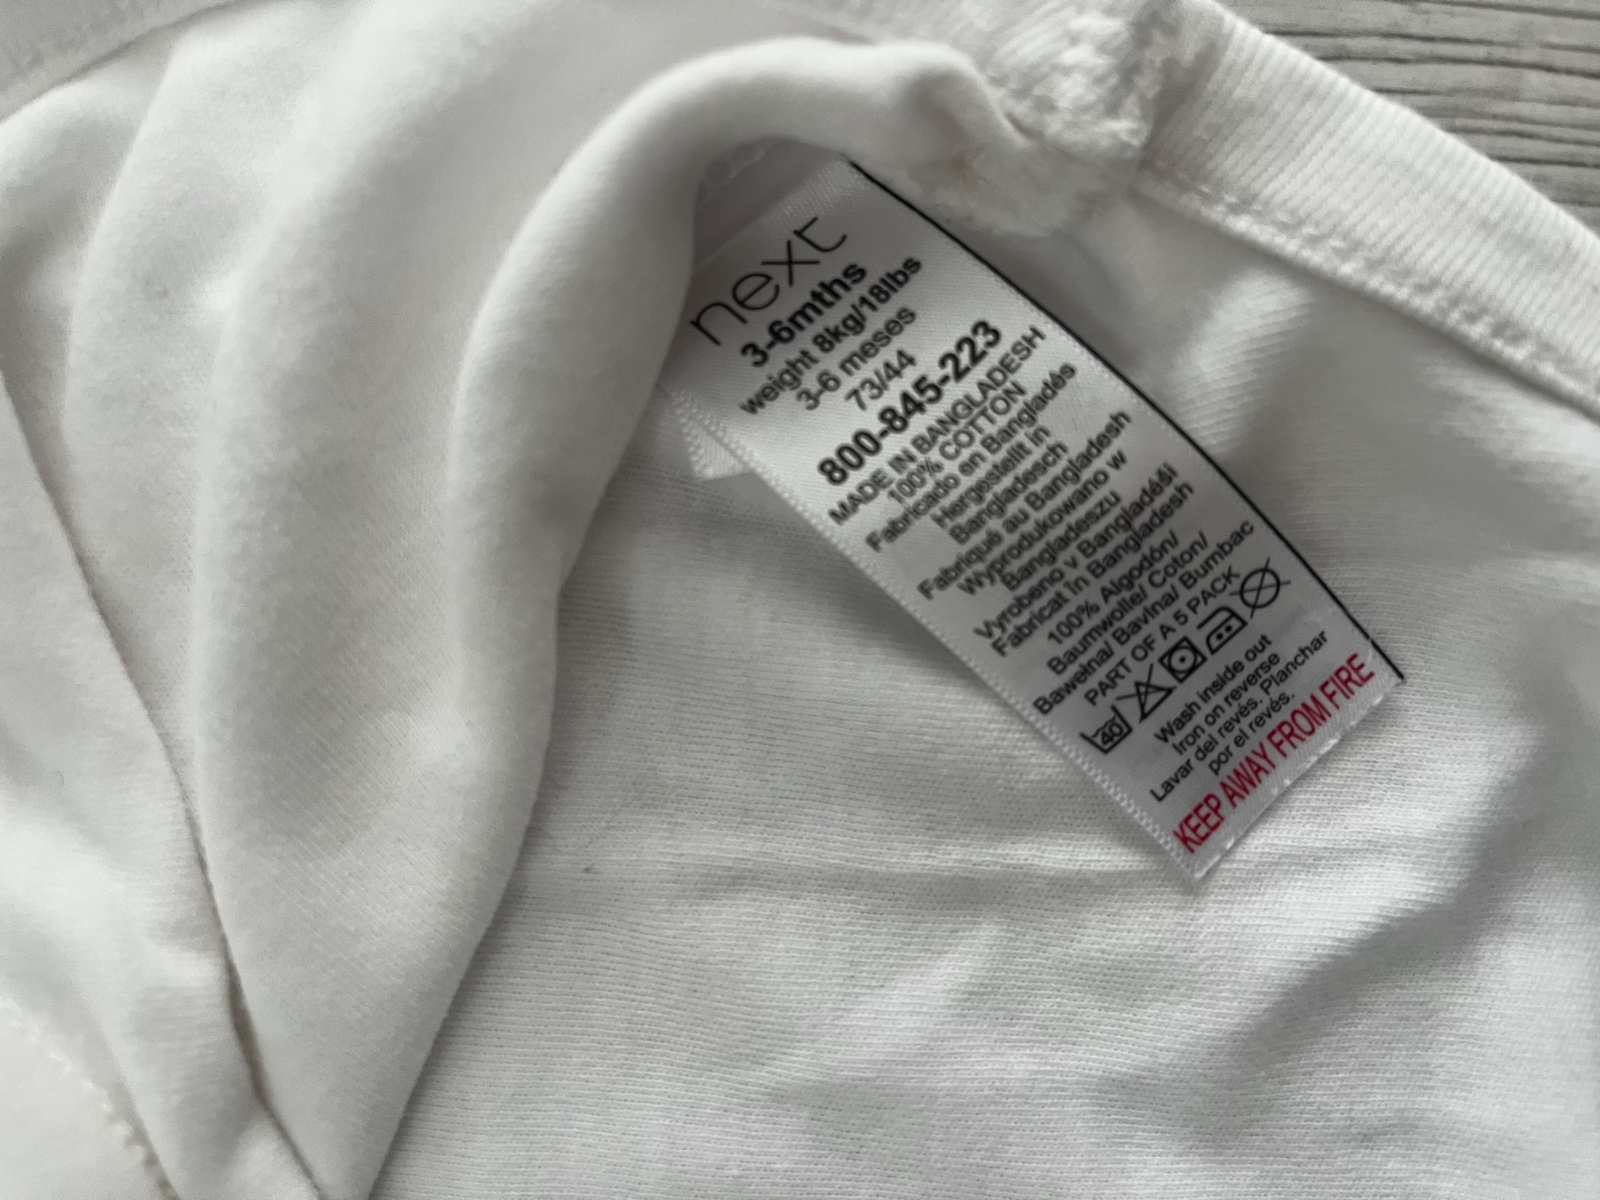 next
3-6mths
weight 8kg/18lbs
3-6 meses
73/44
800-845-223
MADE IN BANGLADESH
100% COTTON
Fabricado en Bangladés
Hergestellt in
Bangladesch
Fabriqué au Bangladesh
Wyprodukowano w
Bangladeszu
Vyrobeno v Bangladéši
Fabricat în Bangladesh
100% Algodón/
Baumwolle/ Coton/
Bawełna/ Bavlna/ Bumbac
PART OF A 5 PACK
40
Wash inside out
Iron on reverse
Lavar del revés. Planchar
por el revés.
KEEP AWAY FROM FIRE